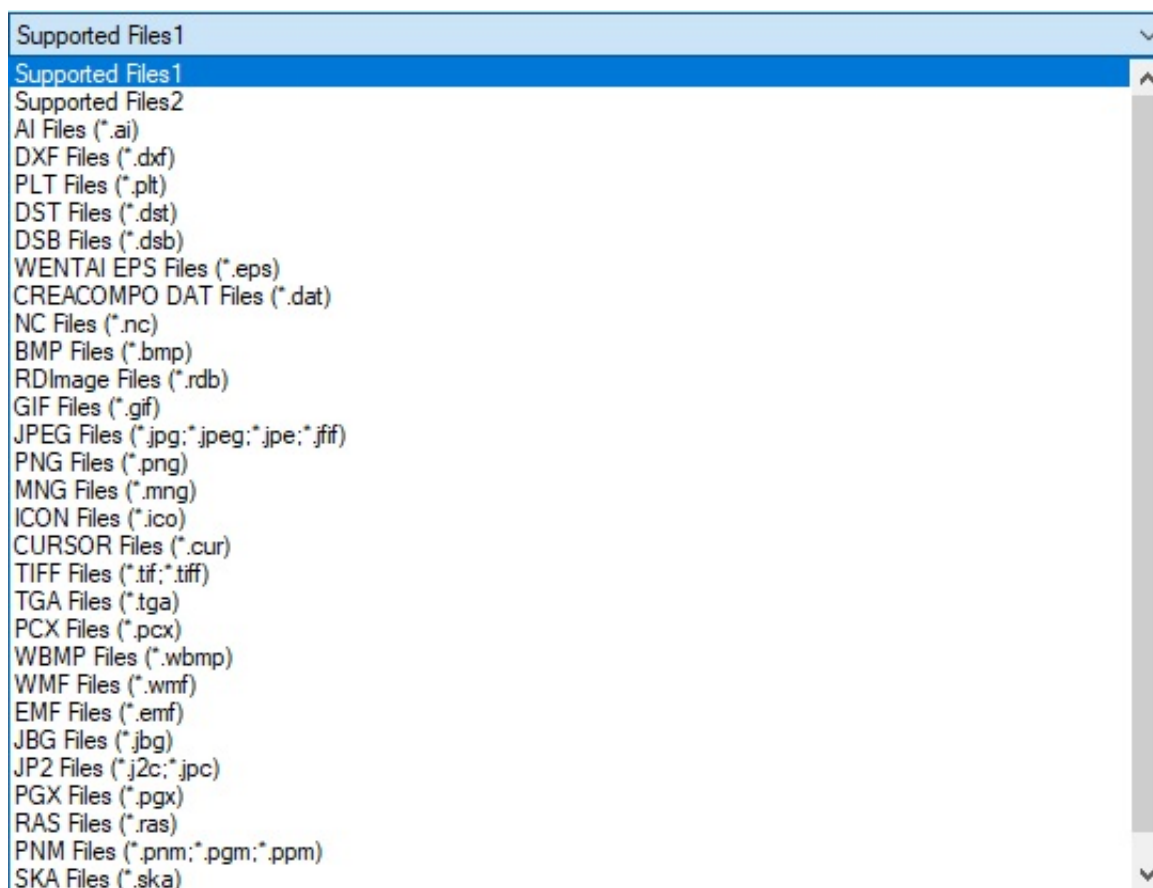 Supported Files1
Supported Files1
Supported Files2
AI Files (*.ai)
DXF Files (*.dxf)
PLT Files (*.plt)
DST Files (*.dst)
DSB Files (*.dsb)
WENTAI EPS Files (*.eps)
CREACOMPO DAT Files (*.dat)
NC Files (*.nc)
BMP Files (*.bmp)
RDImage Files (*.rdb)
GIF Files (*.gif)
JPEG Files (*.jpg;*.jpeg;*.jpe;*.jfif)
PNG Files (*.png)
MNG Files (*.mng)
ICON Files (*.ico)
CURSOR Files (*.cur)
TIFF Files (*.tif;*.tiff)
TGA Files (*.tga)
PCX Files (*.pcx)
WBMP Files (*.wbmp)
WMF Files (*.wmf)
EMF Files (*.emf)
JBG Files (*.jbg)
JP2 Files (*.j2c;*.jpc)
PGX Files (*.pgx)
RAS Files (*.ras)
PNM Files (*.pnm;*.pgm;*.ppm)
SKA Files (*.ska)